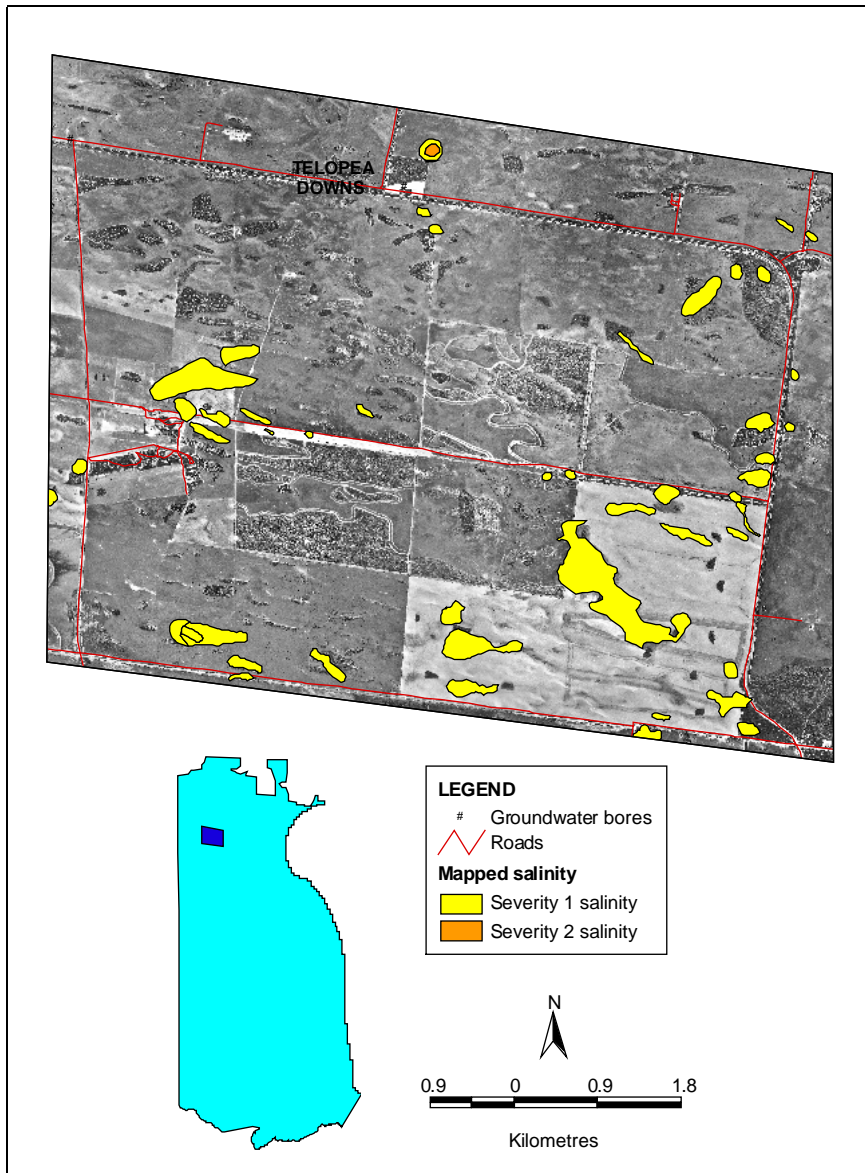 TELOPEA
DOWNS
LEGEND
# Groundwater bores
Roads
Mapped salinity
Severity 1 salinity
Severity 2 salinity
N
0.9 0 0.9 1.8
Kilometres